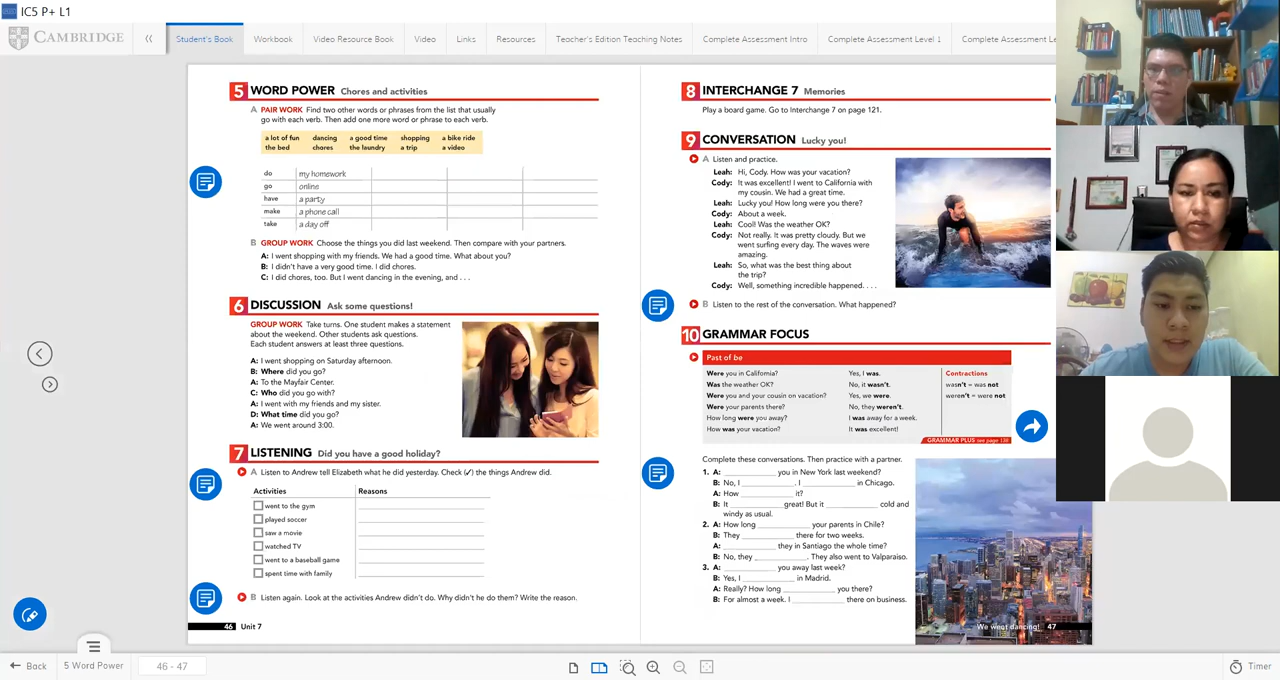 IC5 P+ L1
CAMBRIDGE
Student's Book
Workbook
Video Resource Book
Video
Links
Resources
Teacher's Edition Teaching Notes
Complete Assessment Intro
Complete Assessment Level 1
Complete Assessment Le
5 WORD POWER Chores and activities
A PAIR WORK Find two other words or phrases from the list that usually
go with each verb. Then add one more word or phrase to each verb.
a lot of fun dancing a good time shopping a bike ride
the bed chores the laundry a trip a video
do my homework
go online
have a party
make a phone call
take a day off
B GROUP WORK Choose the things you did last weekend. Then compare with your partners.
A: I went shopping with my friends. We had a good time. What about you?
B: I didn't have a very good time. I did chores.
C: I did chores, too. But I went dancing in the evening, and . . .
6 DISCUSSION Ask some questions!
GROUP WORK Take turns. One student makes a statement
about the weekend. Other students ask questions.
Each student answers at least three questions.
A: I went shopping on Saturday afternoon.
B: Where did you go?
A: To the Mayfair Center.
C: Who did you go with?
A: I went with my friends and my sister.
D: What time did you go?
A: We went around 3:00.
7 LISTENING Did you have a good holiday?
A Listen to Andrew tell Elizabeth what he did yesterday. Check (✓) the things Andrew did.
Activities Reasons
went to the gym
played soccer
saw a movie
watched TV
went to a baseball game
spent time with family
B Listen again. Look at the activities Andrew didn't do. Why didn't he do them? Write the reason.
46 Unit 7
8 INTERCHANGE 7 Memories
Play a board game. Go to Interchange 7 on page 121.
9 CONVERSATION Lucky you!
A Listen and practice.
Leah: Hi, Cody. How was your vacation?
Cody: It was excellent! I went to California with
my cousin. We had a great time.
Leah: Lucky you! How long were you there?
Cody: About a week.
Leah: Cool! Was the weather OK?
Cody: Not really. It was pretty cloudy. But we
went surfing every day. The waves were
amazing.
Leah: So, what was the best thing about
the trip?
Cody: Well, something incredible happened. . . .
B Listen to the rest of the conversation. What happened?
10 GRAMMAR FOCUS
Past of be
Were you in California? Yes, I was. Contractions
Was the weather OK? No, it wasn't. wasn't = was not
Were you and your cousin on vacation? Yes, we were. weren't = were not
Were your parents there? No, they weren't.
How long were you away? I was away for a week.
How was your vacation? It was excellent!
GRAMMAR PLUS see page 138
Complete these conversations. Then practice with a partner.
1. A: __________ you in New York last weekend?
B: No, I __________. I __________ in Chicago.
A: How __________ it?
B: It __________ great! But it __________ cold and
windy as usual.
2. A: How long __________ your parents in Chile?
B: They __________ there for two weeks.
A: __________ they in Santiago the whole time?
B: No, they __________. They also went to Valparaiso.
3. A: __________ you away last week?
B: Yes, I __________ in Madrid.
A: Really? How long __________ you there?
B: For almost a week. I __________ there on business.
We went dancing! 47
Back
5 Word Power
46 - 47
Timer